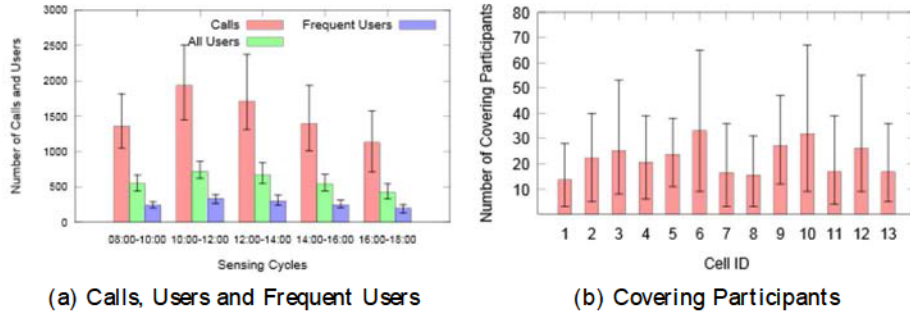 3000
2500
2000
1500
1000
500
0
Number of Calls and Users
Calls
All Users
Frequent Users
08:00-10:00 10:00-12:00 12:00-14:00 14:00-16:00 16:00-18:00
Sensing Cycles
(a) Calls, Users and Frequent Users
80
70
60
50
40
30
20
10
Number of Covering Participants
1 2 3 4 5 6 7 8 9 10 11 12 13
Cell ID
(b) Covering Participants